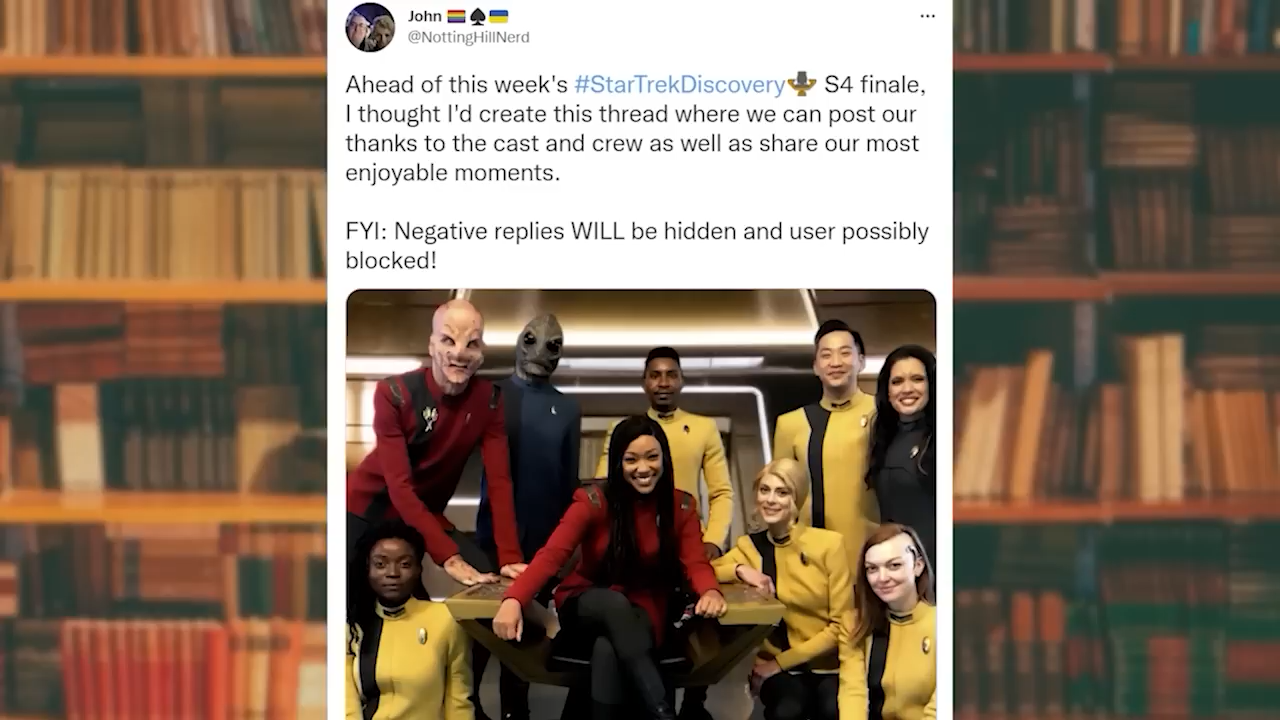 John 🏳️‍🌈♠️🇺🇦
@NottingHillNerd
Ahead of this week's #StarTrekDiscovery S4 finale,
I thought I'd create this thread where we can post our
thanks to the cast and crew as well as share our most
enjoyable moments.
FYI: Negative replies WILL be hidden and user possibly
blocked!